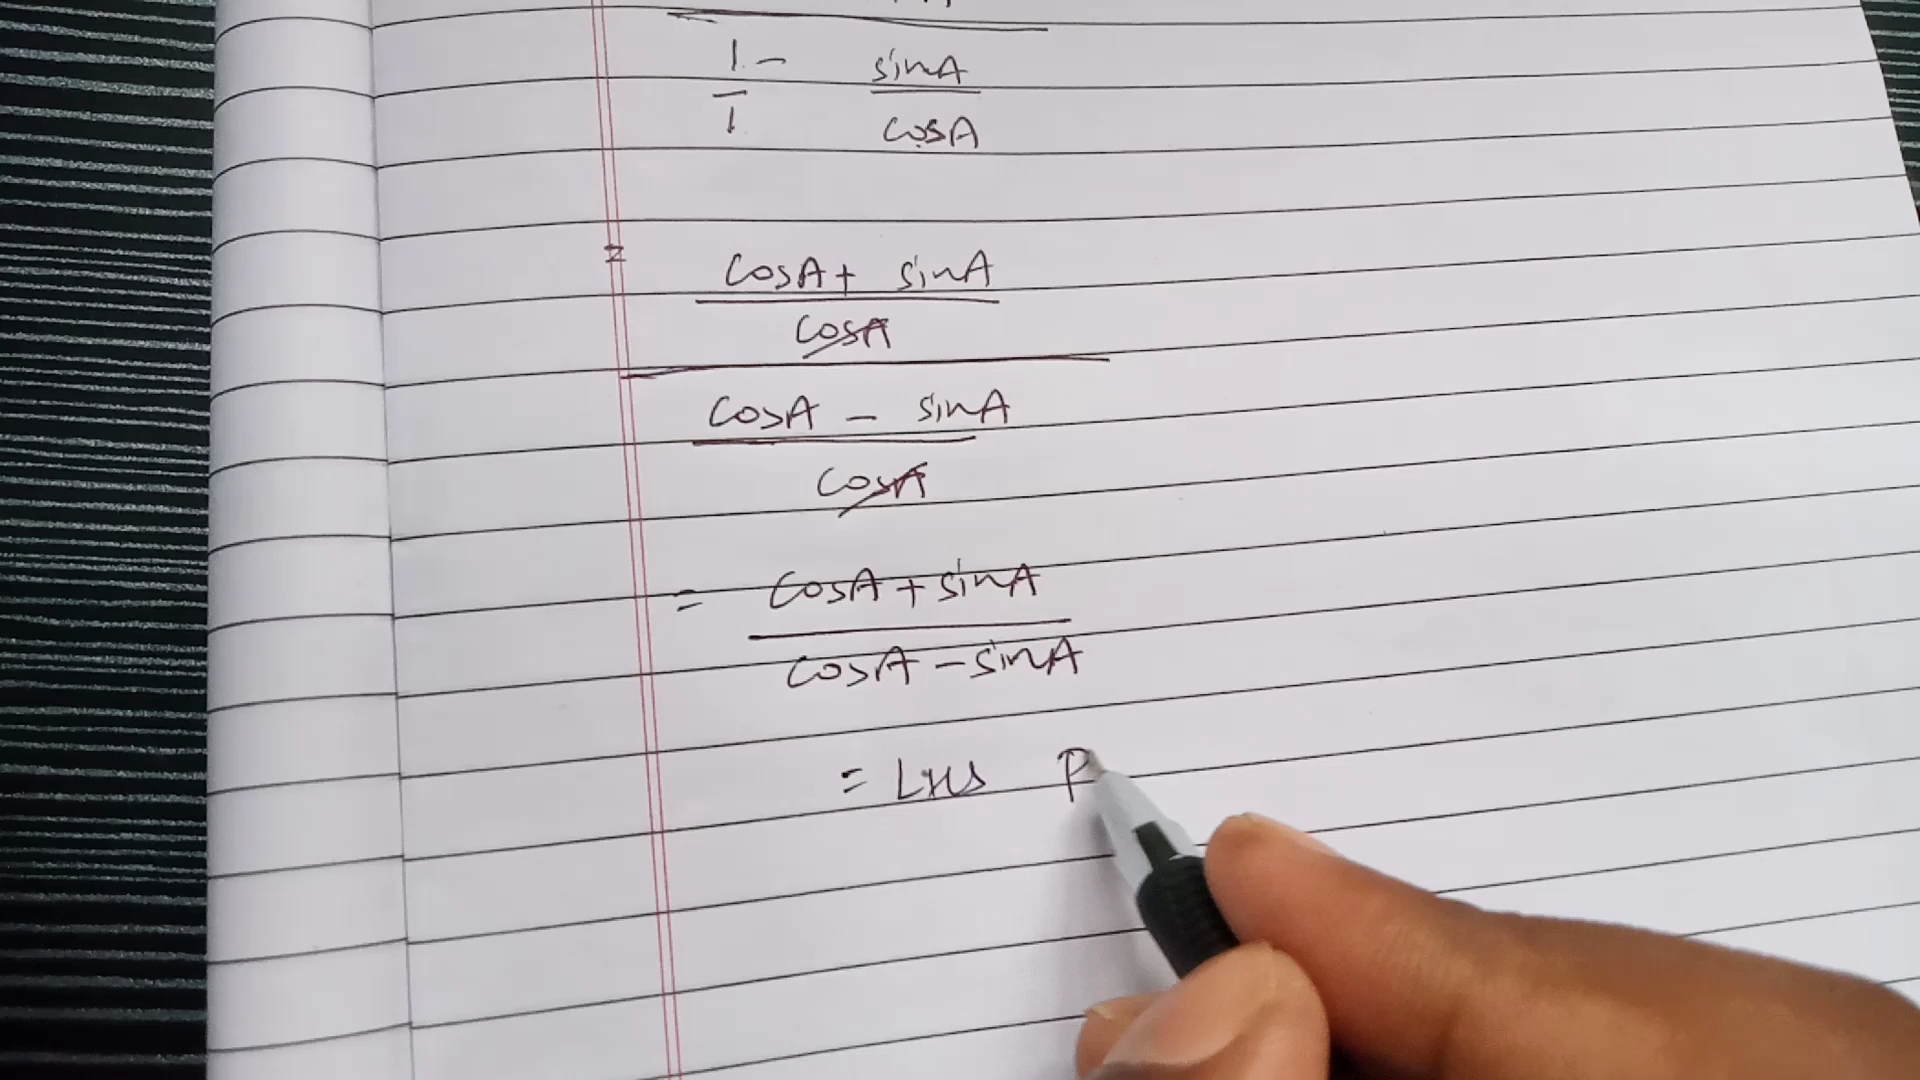 1 - sinA
1 cosA
= cosA + sinA
cosA
cosA - sinA
cosA
= cosA + sinA
cosA - sinA
= LHS P